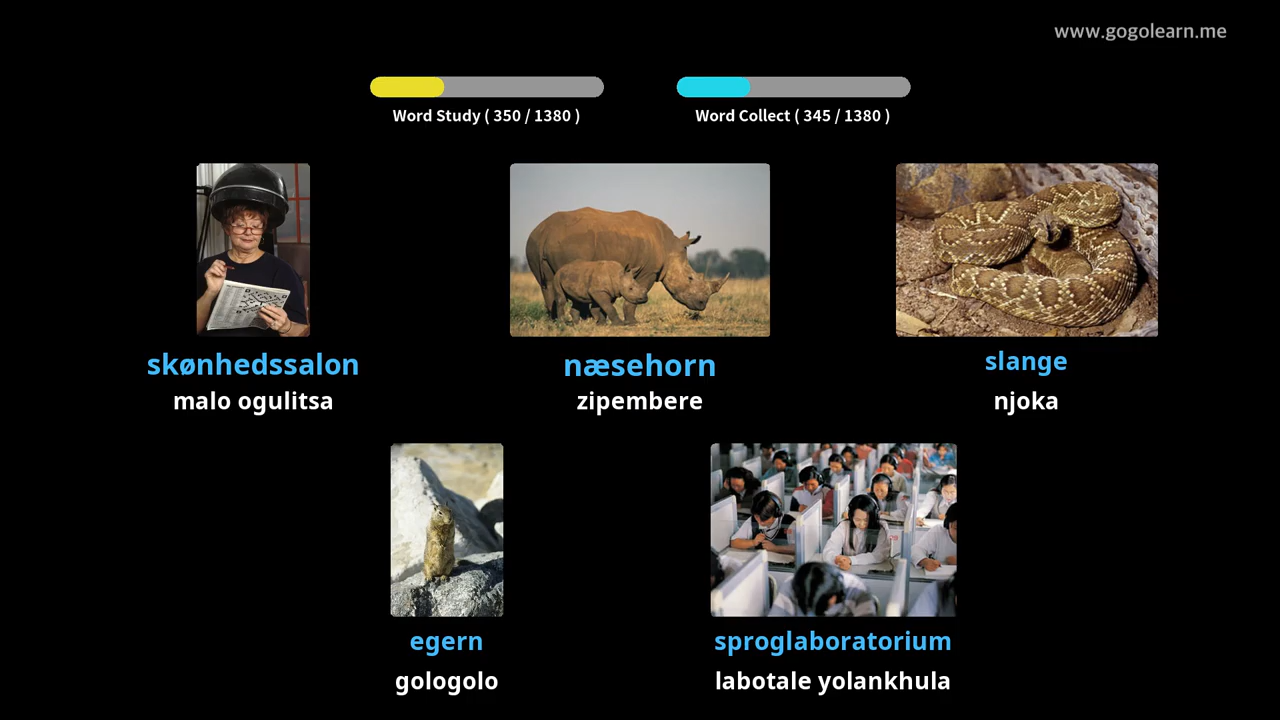 www.gogolearn.me
Word Study ( 350 / 1380 )
Word Collect ( 345 / 1380 )
skønhedssalon
malo ogulitsa
næsehorn
zipembere
slange
njoka
egern
gologolo
sproglaboratorium
labotale yolankhula